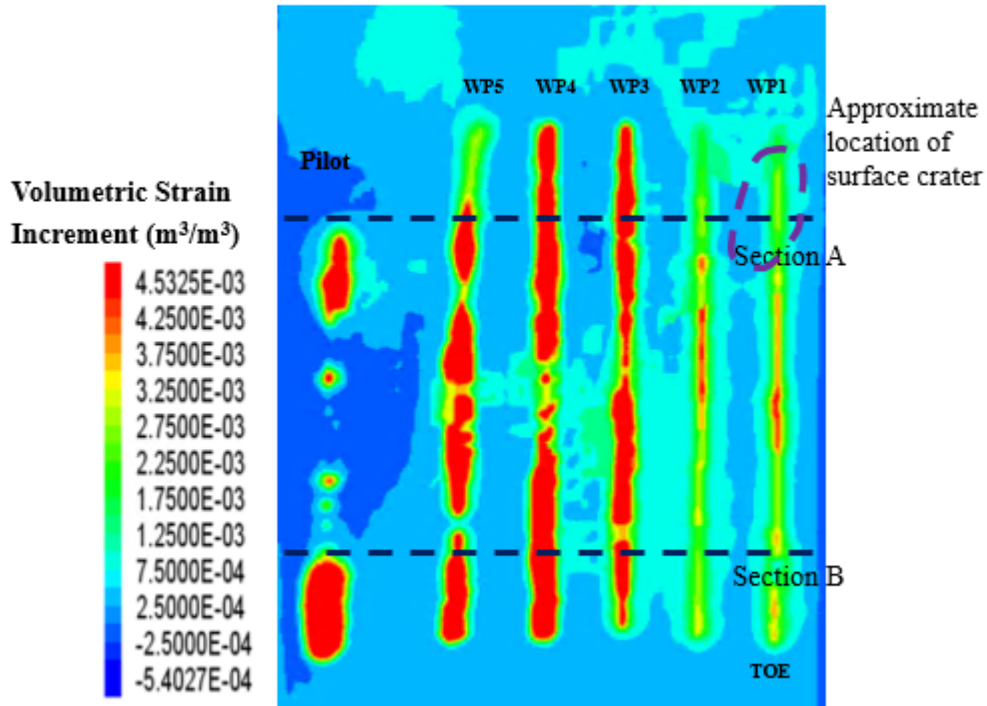 WP5 WP4 WP3 WP2 WP1
Approximate
location of
surface crater
Pilot
Volumetric Strain
Increment (m³/m³)
Section A
4.5325E-03
4.2500E-03
3.7500E-03
3.2500E-03
2.7500E-03
2.2500E-03
1.7500E-03
1.2500E-03
7.5000E-04
2.5000E-04
-2.5000E-04
-5.4027E-04
Section B
TOE